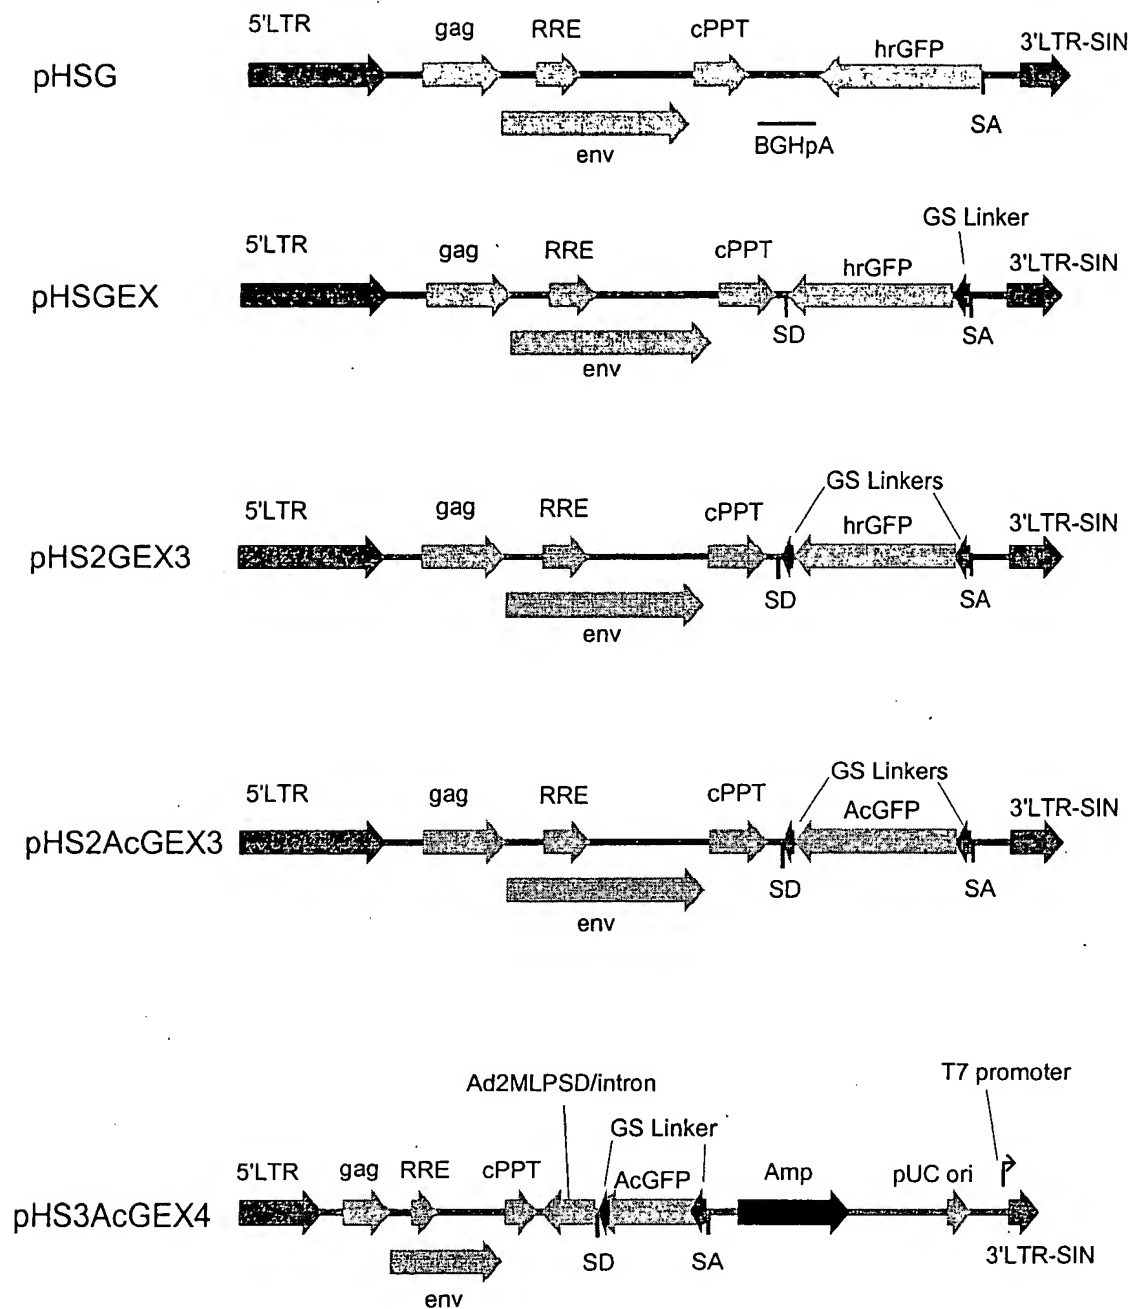 5'LTR gag RRE cPPT hrGFP 3'LTR-SIN
pHSG
env BGHpA SA
GS Linker
5'LTR gag RRE cPPT hrGFP 3'LTR-SIN
pHSGEX
env SD SA
GS Linkers
5'LTR gag RRE cPPT hrGFP 3'LTR-SIN
pHS2GEX3
env SD SA
GS Linkers
5'LTR gag RRE cPPT AcGFP 3'LTR-SIN
pHS2AcGEX3
env SD SA
Ad2MLPSD/intron T7 promoter
GS Linker
5'LTR gag RRE cPPT AcGFP Amp pUC ori
pHS3AcGEX4
env SD SA 3'LTR-SIN